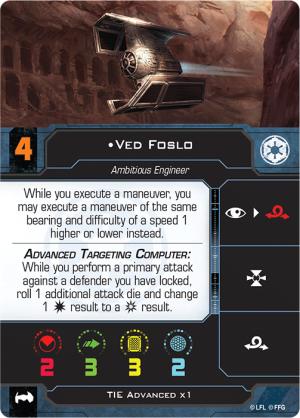 •Ved Foslo
4
Ambitious Engineer
While you execute a maneuver, you
may execute a maneuver of the same
bearing and difficulty of a speed 1
higher or lower instead.
Advanced Targeting Computer:
While you perform a primary attack
against a defender you have locked,
roll 1 additional attack die and change
1 result to a result.
2 3 3 2
TIE Advanced x1
©LFL ©FFG